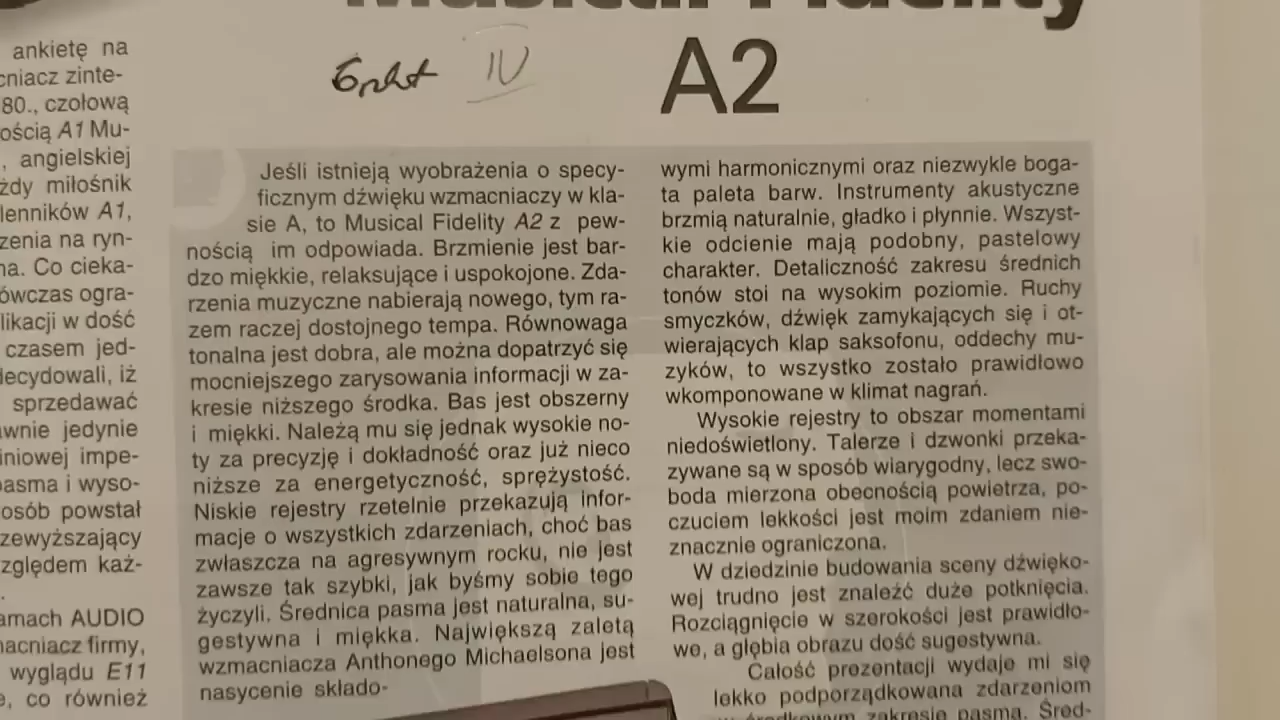 Musical Fidelity
A2
IV
ankietę na
cniacz zinte-
80., czołową
ością A1 Mu-
, angielskiej
żdy miłośnik
lenników A1,
zenia na ryn-
na. Co cieka-
ówczas ogra-
likacji w dość
czasem jed-
decydowali, iż
sprzedawać
awnie jedynie
iniowej impe-
pasma i wyso-
osób powstał
zewyższający
zględem każ-
.
amach AUDIO
nacniacz firmy,
wyglądu E11
e, co również
Jeśli istnieją wyobrażenia o specy-
ficznym dźwięku wzmacniaczy w kla-
sie A, to Musical Fidelity A2 z pew-
nością im odpowiada. Brzmienie jest bar-
dzo miękkie, relaksujące i uspokojone. Zda-
rzenia muzyczne nabierają nowego, tym ra-
zem raczej dostojnego tempa. Równowaga
tonalna jest dobra, ale można dopatrzyć się
mocniejszego zarysowania informacji w za-
kresie niższego środka. Bas jest obszerny
i miękki. Należą mu się jednak wysokie no-
ty za precyzję i dokładność oraz już nieco
niższe za energetyczność, sprężystość.
Niskie rejestry rzetelnie przekazują infor-
macje o wszystkich zdarzeniach, choć bas
zwłaszcza na agresywnym rocku, nie jest
zawsze tak szybki, jak byśmy sobie tego
życzyli. Średnica pasma jest naturalna, su-
gestywna i miękka. Największą zaletą
wzmacniacza Anthonego Michaelsona jest
nasycenie składo-
wymi harmonicznymi oraz niezwykle boga-
ta paleta barw. Instrumenty akustyczne
brzmią naturalnie, gładko i płynnie. Wszyst-
kie odcienie mają podobny, pastelowy
charakter. Detaliczność zakresu średnich
tonów stoi na wysokim poziomie. Ruchy
smyczków, dźwięk zamykających się i ot-
wierających klap saksofonu, oddechy mu-
zyków, to wszystko zostało prawidłowo
wkomponowane w klimat nagrań.
Wysokie rejestry to obszar momentami
niedoświetlony. Talerze i dzwonki przeka-
zywane są w sposób wiarygodny, lecz swo-
boda mierzona obecnością powietrza, po-
czuciem lekkości jest moim zdaniem nie-
znacznie ograniczona.
W dziedzinie budowania sceny dźwięko-
wej trudno jest znaleźć duże potknięcia.
Rozciągnięcie w szerokości jest prawidło-
we, a głębia obrazu dość sugestywna.
Całość prezentacji wydaje mi się
lekko podporządkowana zdarzeniom
w środkowym zakresie pasma. Śred-